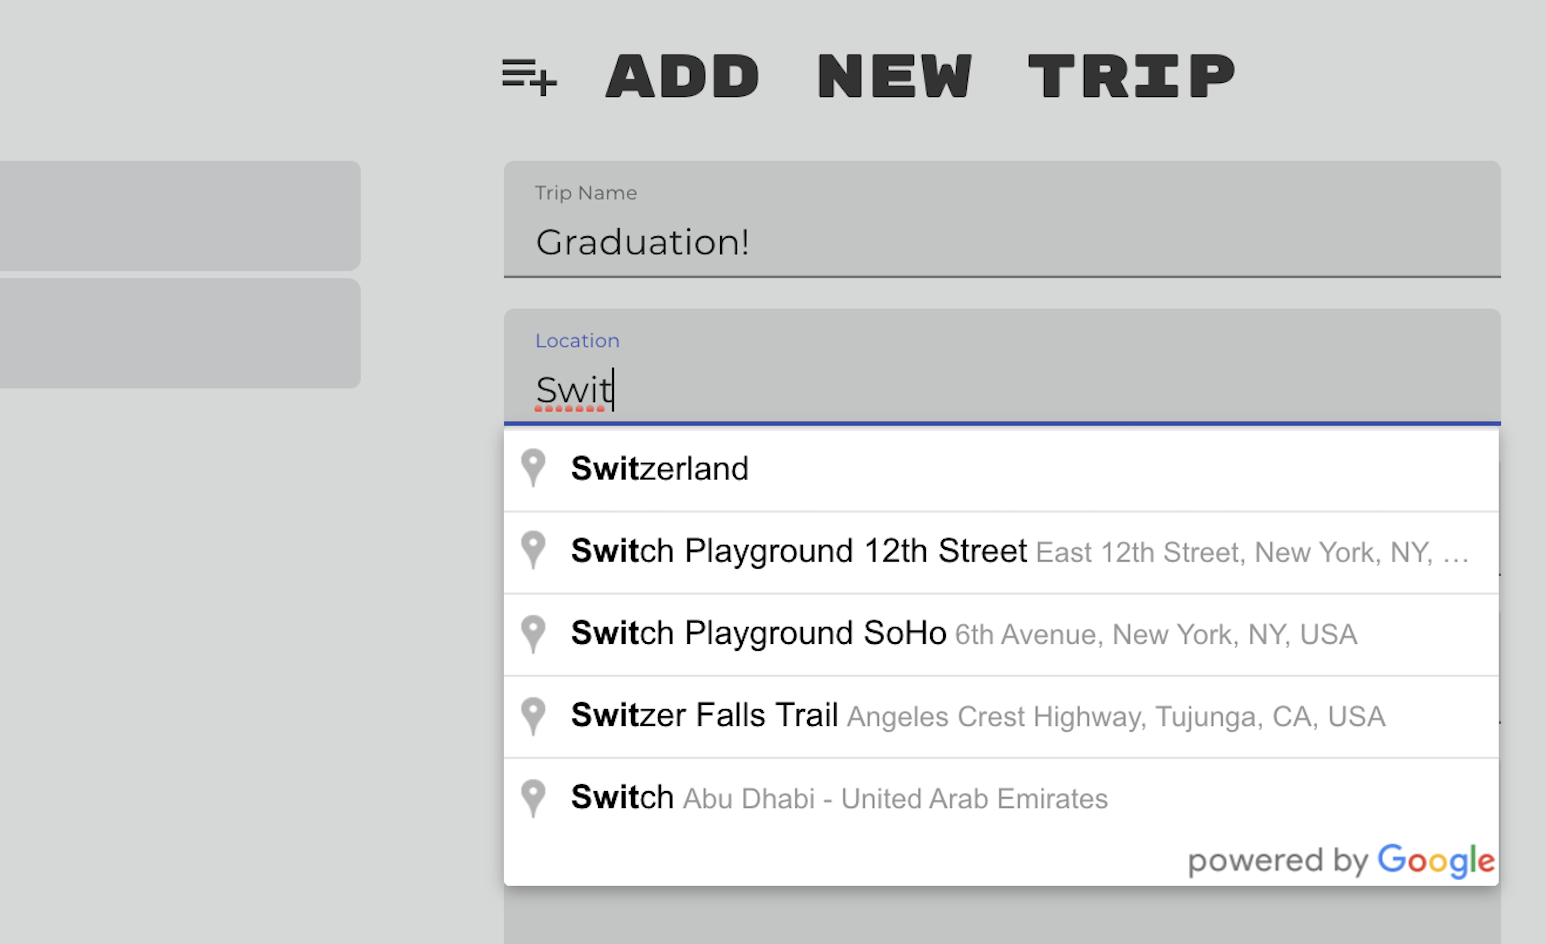 ADD NEW TRIP
Trip Name
Graduation!
Location
Swit
Switzerland
Switch Playground 12th Street East 12th Street, New York, NY, …
Switch Playground SoHo 6th Avenue, New York, NY, USA
Switzer Falls Trail Angeles Crest Highway, Tujunga, CA, USA
Switch Abu Dhabi - United Arab Emirates
powered by Google